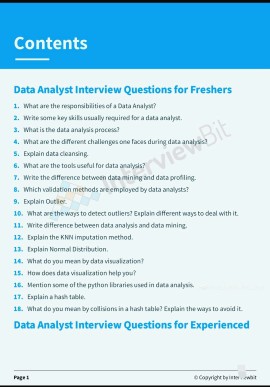 Contents
Data Analyst Interview Questions for Freshers
1. What are the responsibilities of a Data Analyst?
2. Write some key skills usually required for a data analyst.
3. What is the data analysis process?
4. What are the different challenges one faces during data analysis?
5. Explain data cleansing.
6. What are the tools useful for data analysis?
7. Write the difference between data mining and data profiling.
8. Which validation methods are employed by data analysts?
9. Explain Outlier.
10. What are the ways to detect outliers? Explain different ways to deal with it.
11. Write difference between data analysis and data mining.
12. Explain the KNN imputation method.
13. Explain Normal Distribution.
14. What do you mean by data visualization?
15. How does data visualization help you?
16. Mention some of the python libraries used in data analysis.
17. Explain a hash table.
18. What do you mean by collisions in a hash table? Explain the ways to avoid it.
Data Analyst Interview Questions for Experienced
InterviewBit
Page 1
© Copyright by Interviewbit